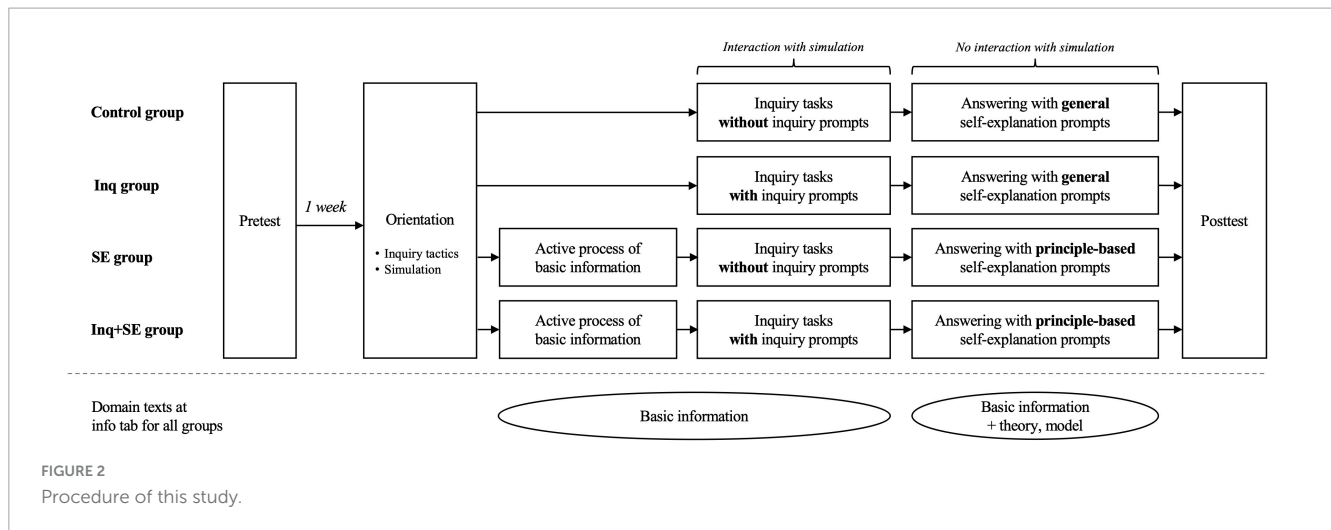 Interaction with simulation
No interaction with simulation
Control group
Inquiry tasks
without inquiry prompts
Answering with general
self-explanation prompts
Inq group
Inquiry tasks
with inquiry prompts
Answering with general
self-explanation prompts
Pretest
1 week
Orientation
• Inquiry tactics
• Simulation
Posttest
SE group
Active process of
basic information
Inquiry tasks
without inquiry prompts
Answering with principle-based
self-explanation prompts
Inq+SE group
Active process of
basic information
Inquiry tasks
with inquiry prompts
Answering with principle-based
self-explanation prompts
Domain texts at
info tab for all groups
Basic information
Basic information
+ theory, model
FIGURE 2
Procedure of this study.